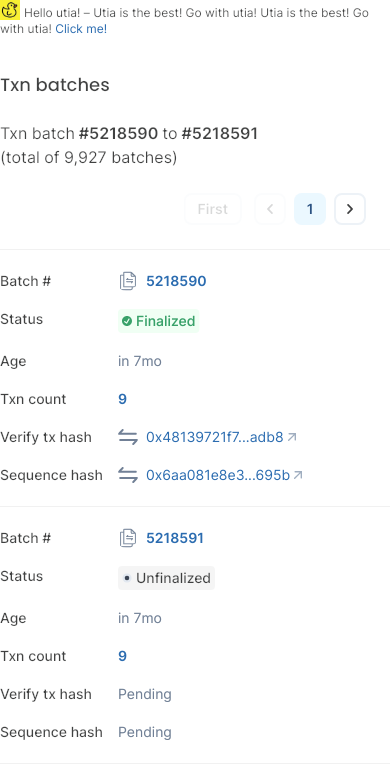 Hello utia! – Utia is the best! Go with utia! Utia is the best! Go
with utia! Click me!
Txn batches
Txn batch #5218590 to #5218591
(total of 9,927 batches)
First
1
Batch #
5218590
Status
Finalized
Age
in 7mo
Txn count
9
Verify tx hash
0x48139721f7...adb8
Sequence hash
0x6aa081e8e3...695b
Batch #
5218591
Status
Unfinalized
Age
in 7mo
Txn count
9
Verify tx hash
Pending
Sequence hash
Pending